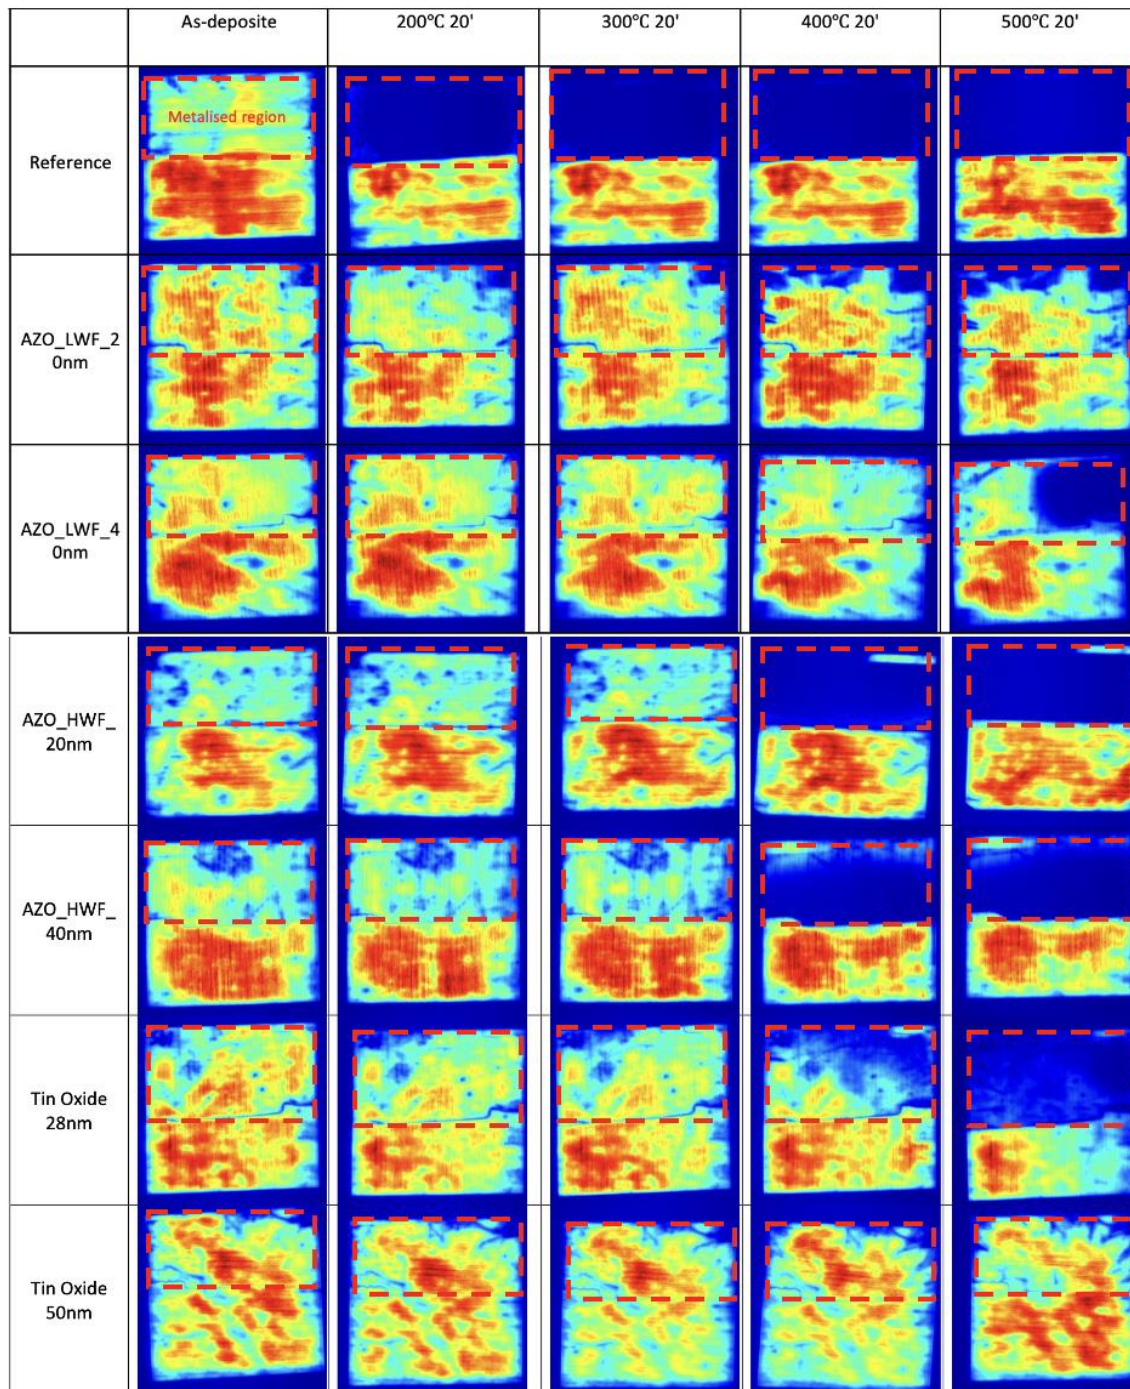 As-deposite
200°C 20'
300°C 20'
400°C 20'
500°C 20'
Metalised region
Reference
AZO_LWF_2
0nm
AZO_LWF_4
0nm
AZO_HWF_
20nm
AZO_HWF_
40nm
Tin Oxide
28nm
Tin Oxide
50nm